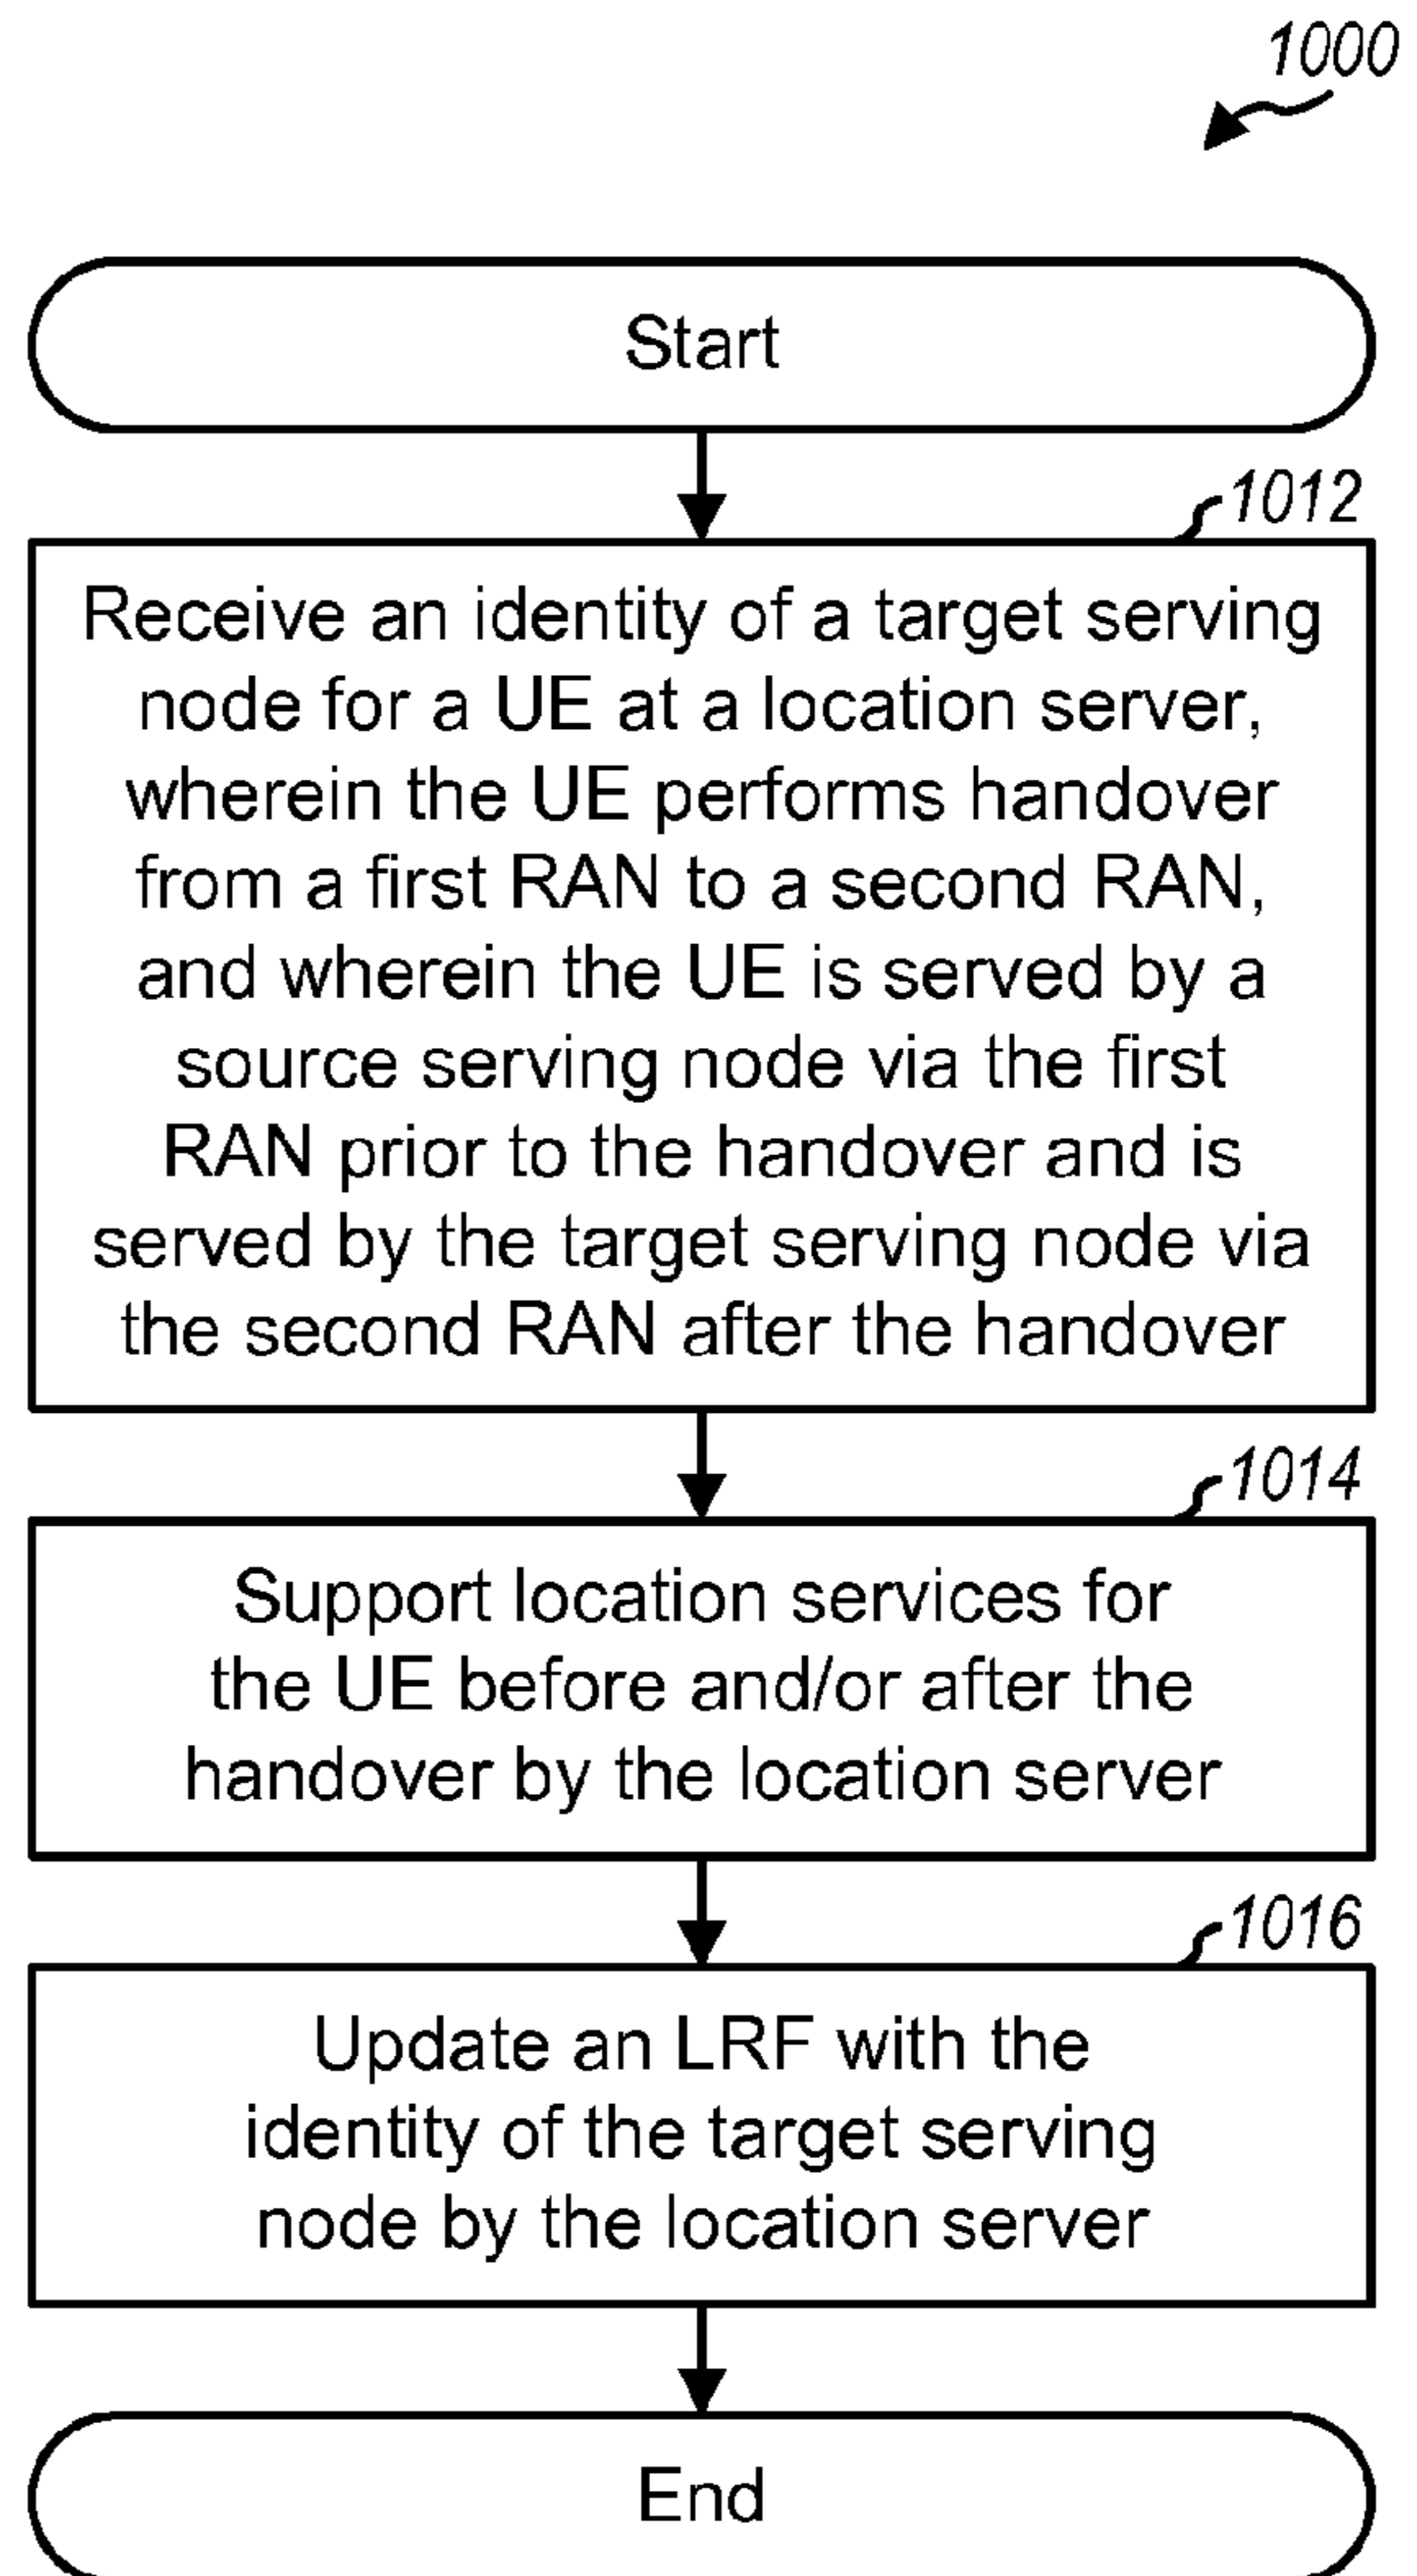 1000
Start
1012
Receive an identity of a target serving
node for a UE at a location server,
wherein the UE performs handover
from a first RAN to a second RAN,
and wherein the UE is served by a
source serving node via the first
RAN prior to the handover and is
served by the target serving node via
the second RAN after the handover
1014
Support location services for
the UE before and/or after the
handover by the location server
1016
Update an LRF with the
identity of the target serving
node by the location server
End